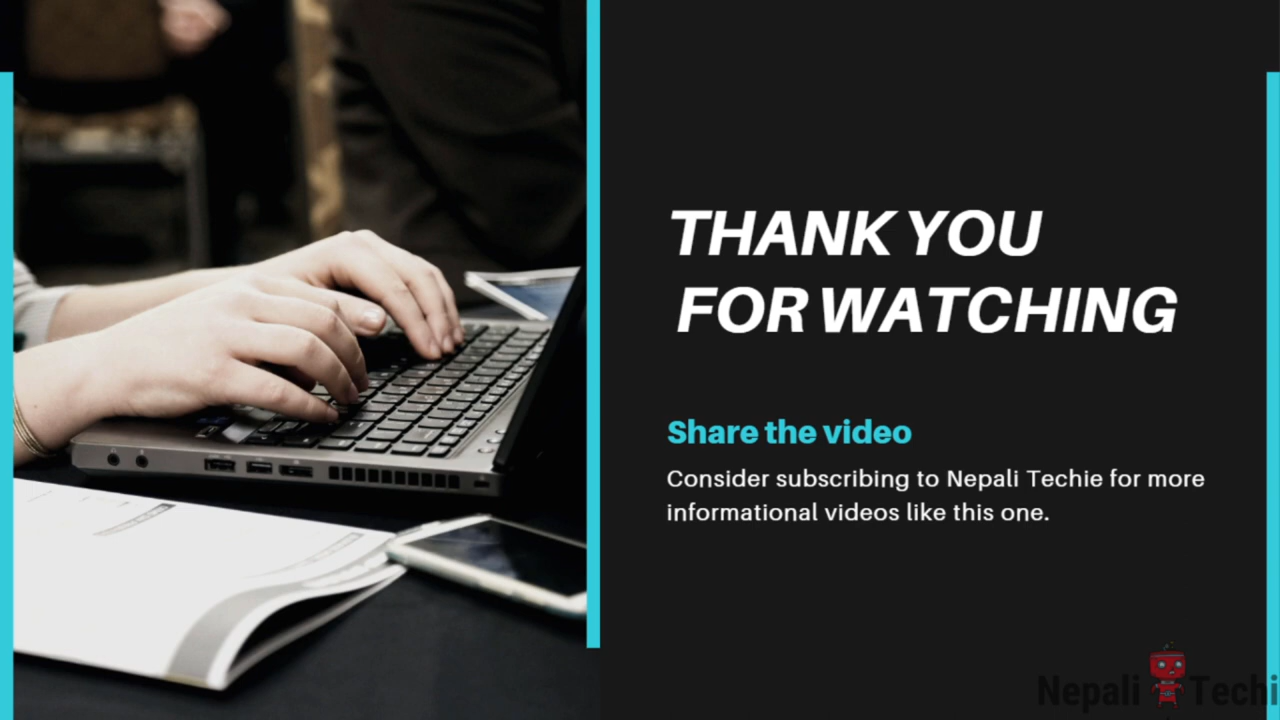 THANK YOU
FOR WATCHING
Share the video
Consider subscribing to Nepali Techie for more
informational videos like this one.
Nepali Techi